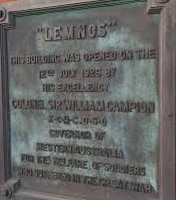 "LEMNOS"
THIS BUILDING WAS OPENED ON THE
12TH JULY 1926 BY
HIS EXCELLENCY
COLONEL SIR WILLIAM CAMPION
K·C·M·G·D·S·O
GOVERNOR OF
WESTERN AUSTRALIA
FOR THE WELFARE OF SOLDIERS
WHO SUFFERED IN THE GREAT WAR